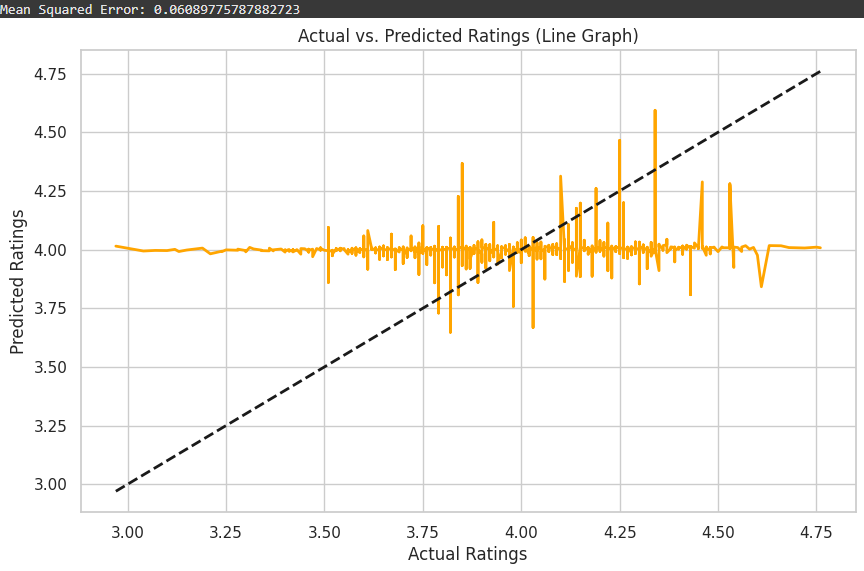 Mean Squared Error: 0.06089775787882723
Actual vs. Predicted Ratings (Line Graph)
4.75
4.50
4.25
4.00
3.75
3.50
3.25
3.00
Predicted Ratings
3.00 3.25 3.50 3.75 4.00 4.25 4.50 4.75
Actual Ratings